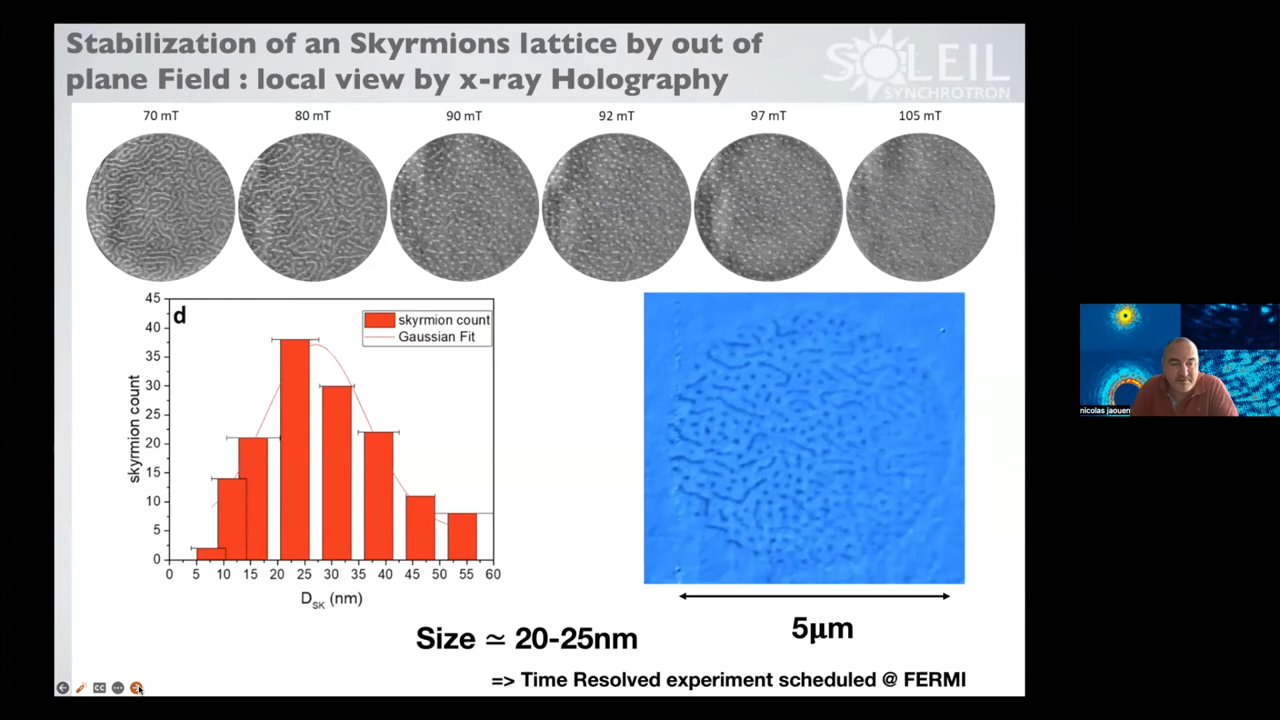 Stabilization of an Skyrmions lattice by out of
plane Field : local view by x-ray Holography
SOLEIL
SYNCHROTRON
70 mT
80 mT
90 mT
92 mT
97 mT
105 mT
d
skyrmion count
Gaussian Fit
skyrmion count
45
40
35
30
25
20
15
10
5
0
0 5 10 15 20 25 30 35 40 45 50 55 60
D_SK (nm)
5μm
Size ≃ 20-25nm
=> Time Resolved experiment scheduled @ FERMI
CC
nicolas jaouen